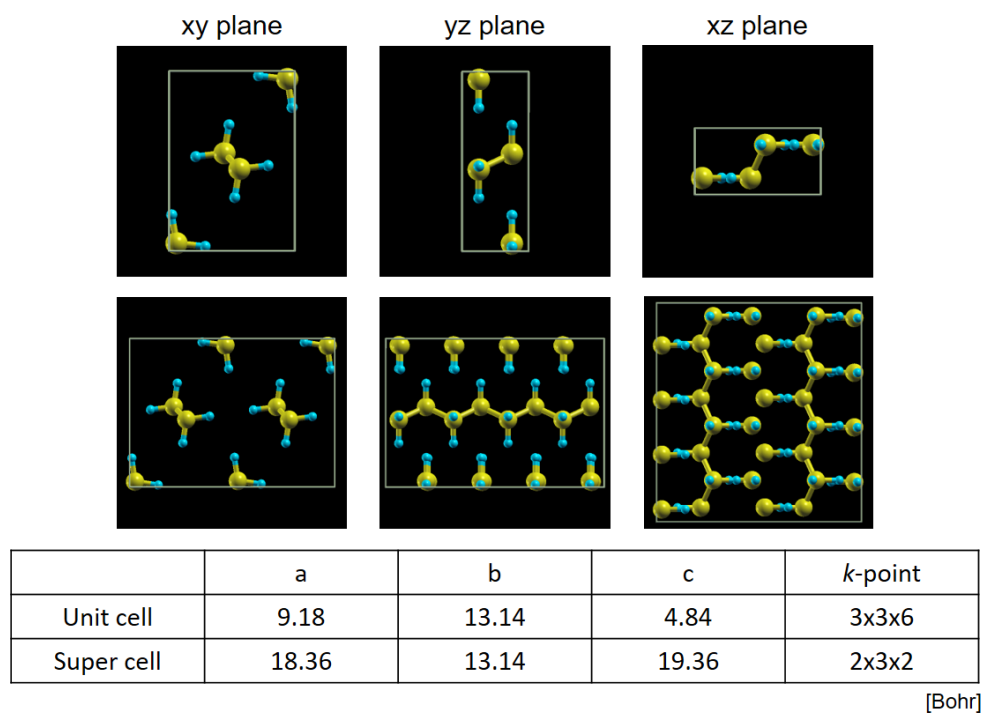 xy plane
yz plane
xz plane
a b c k-point
Unit cell 9.18 13.14 4.84 3x3x6
Super cell 18.36 13.14 19.36 2x3x2
[Bohr]